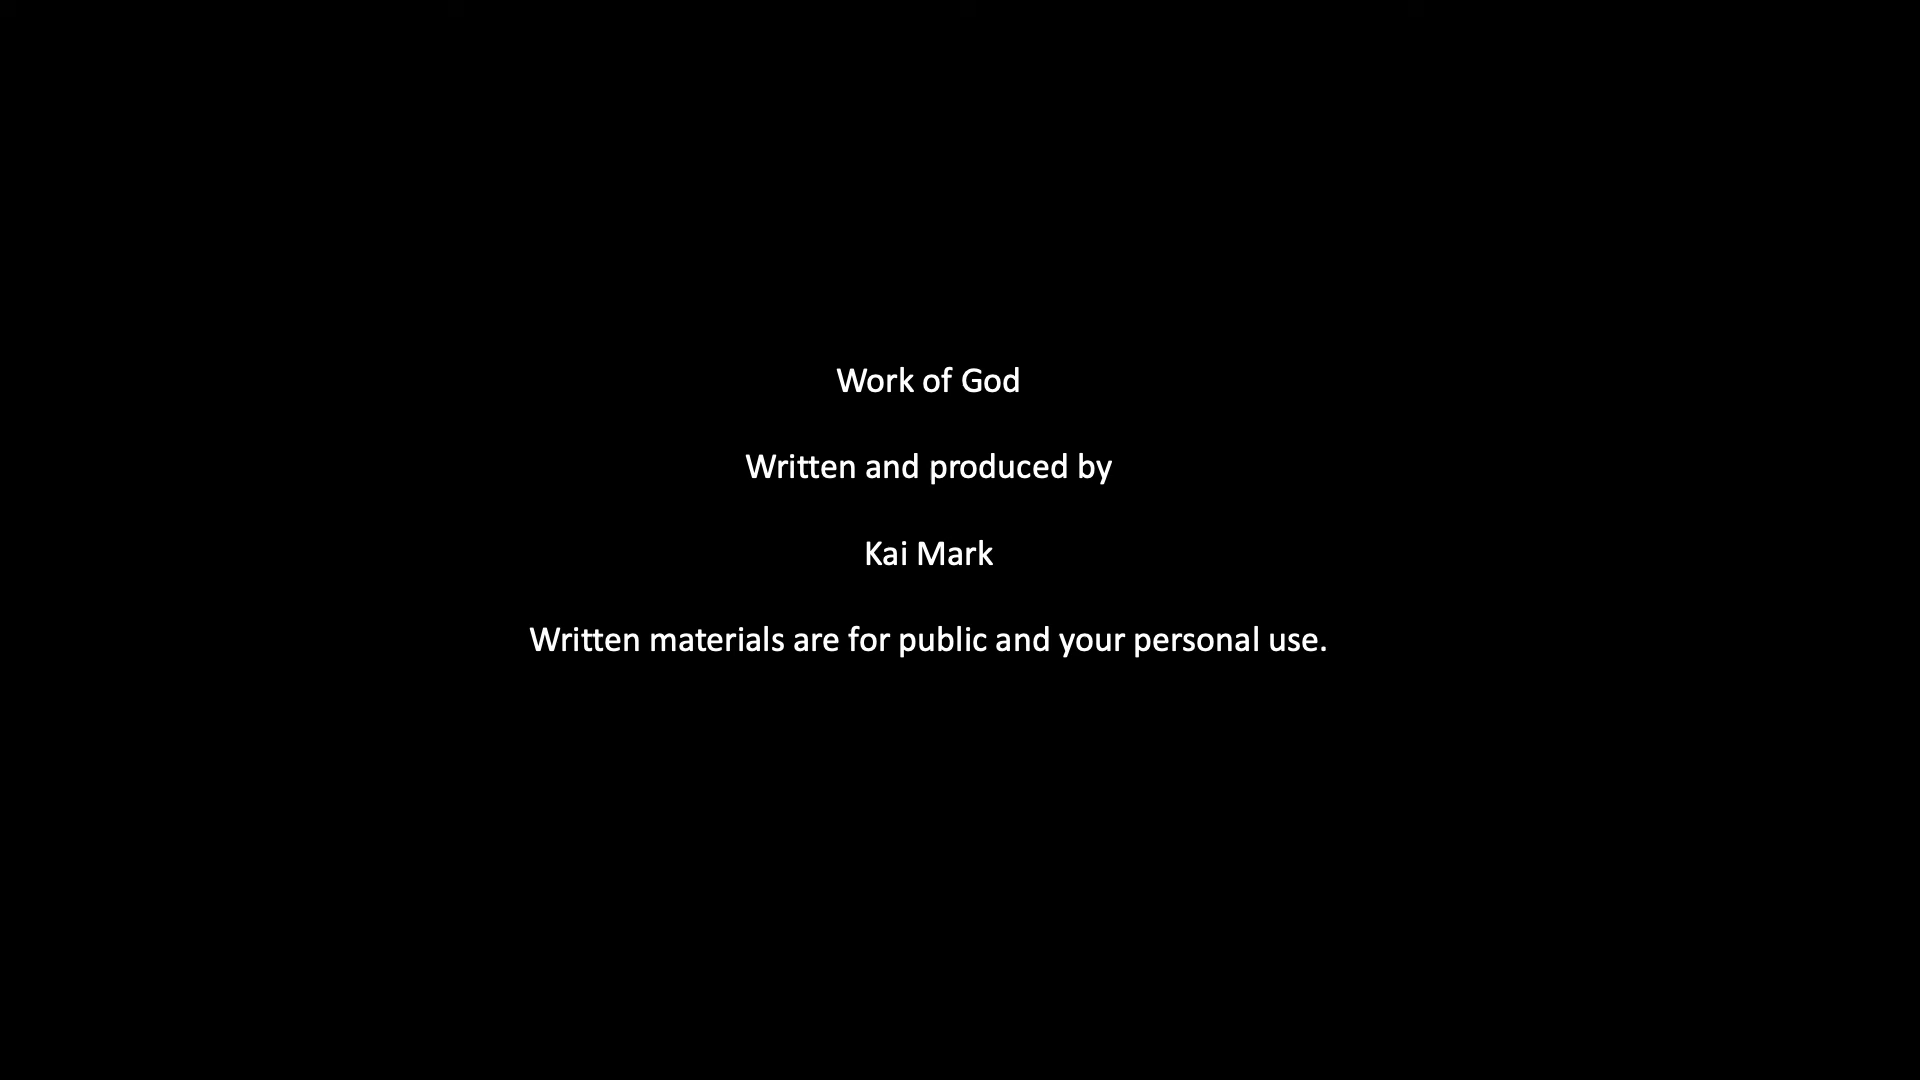 Work of God
Written and produced by
Kai Mark
Written materials are for public and your personal use.